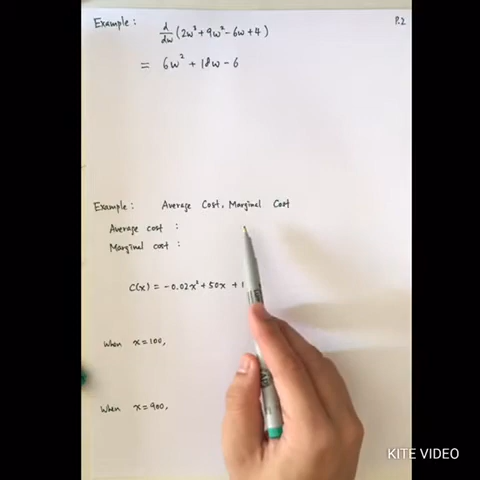 Example: d/dw (2w³+9w²-6w+4) P.2
= 6w² + 18w - 6
Example: Average Cost, Marginal Cost
Average cost :
Marginal cost :
C(x) = -0.02x² + 50x + 1
When x=100,
When x=900,
KITE VIDEO